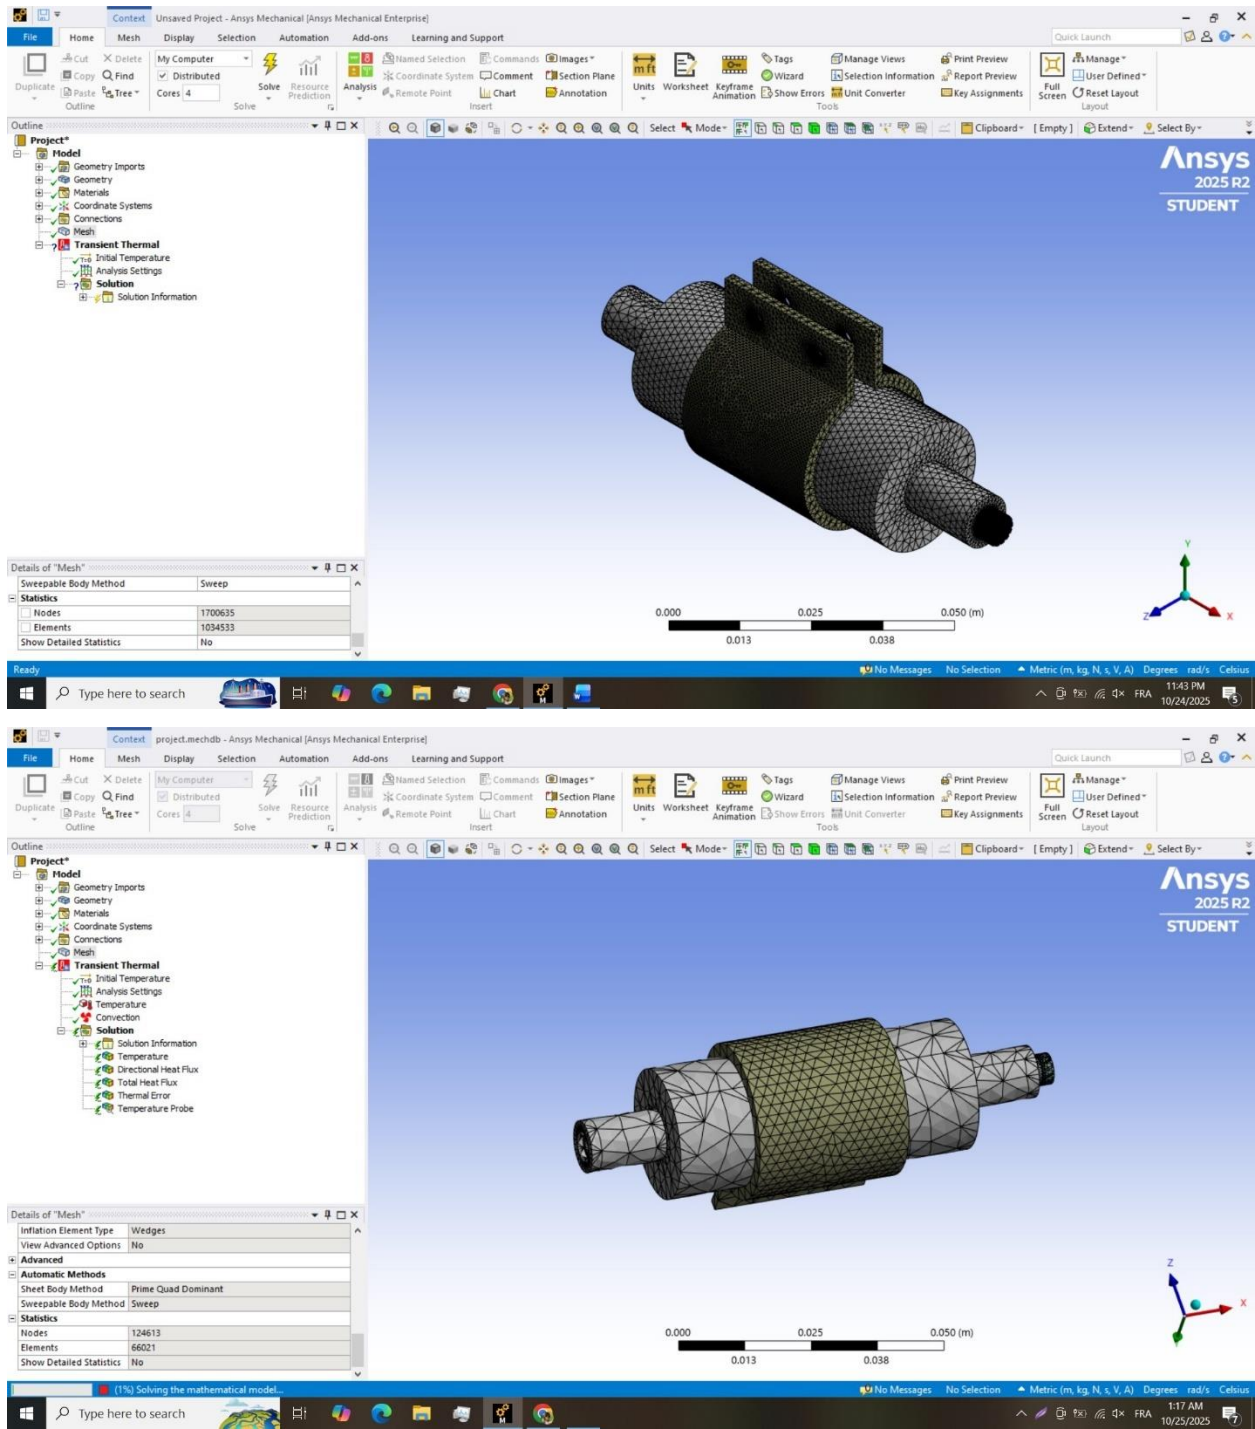 Context Unsaved Project - Ansys Mechanical [Ansys Mechanical Enterprise]
File Home Mesh Display Selection Automation Add-ons Learning and Support Quick Launch
Duplicate Cut Copy Paste Delete Find Tree
Outline
My Computer
Distributed
Cores 4
Solve Resource Prediction
Solve
Analysis Named Selection Coordinate System Remote Point Commands Comment Chart Images Section Plane Annotation
Insert
Units Worksheet Keyframe Animation Tags Wizard Show Errors Manage Views Selection Information Unit Converter Print Preview Report Preview Key Assignments
Tools
Full Screen Manage User Defined Reset Layout
Layout
Outline
Select Mode Clipboard [ Empty ] Extend Select By
Project*
Model
Geometry Imports
Geometry
Materials
Coordinate Systems
Connections
Mesh
Transient Thermal
T=0 Initial Temperature
Analysis Settings
Solution
Solution Information
Ansys
2025 R2
STUDENT
Details of "Mesh"
Sweepable Body Method Sweep
Statistics
Nodes 1700635
Elements 1034533
Show Detailed Statistics No
0.000 0.025 0.050 (m)
0.013 0.038
Y
Z X
Ready No Messages No Selection Metric (m, kg, N, s, V, A) Degrees rad/s Celsius
Type here to search FRA 11:43 PM
10/24/2025 5
Context project.mechdb - Ansys Mechanical [Ansys Mechanical Enterprise]
File Home Mesh Display Selection Automation Add-ons Learning and Support Quick Launch
Duplicate Cut Copy Paste Delete Find Tree
Outline
My Computer
Distributed
Cores 4
Solve Resource Prediction
Solve
Analysis Named Selection Coordinate System Remote Point Commands Comment Chart Images Section Plane Annotation
Insert
Units Worksheet Keyframe Animation Tags Wizard Show Errors Manage Views Selection Information Unit Converter Print Preview Report Preview Key Assignments
Tools
Full Screen Manage User Defined Reset Layout
Layout
Outline
Select Mode Clipboard [ Empty ] Extend Select By
Project*
Model
Geometry Imports
Geometry
Materials
Coordinate Systems
Connections
Mesh
Transient Thermal
T=0 Initial Temperature
Analysis Settings
Temperature
Convection
Solution
Solution Information
Temperature
Directional Heat Flux
Total Heat Flux
Thermal Error
Temperature Probe
Ansys
2025 R2
STUDENT
Details of "Mesh"
Inflation Element Type Wedges
View Advanced Options No
Advanced
Automatic Methods
Sheet Body Method Prime Quad Dominant
Sweepable Body Method Sweep
Statistics
Nodes 124613
Elements 66021
Show Detailed Statistics No
0.000 0.025 0.050 (m)
0.013 0.038
Z
X
Y
(1%) Solving the mathematical model... No Messages No Selection Metric (m, kg, N, s, V, A) Degrees rad/s Celsius
Type here to search FRA 1:17 AM
10/25/2025 7